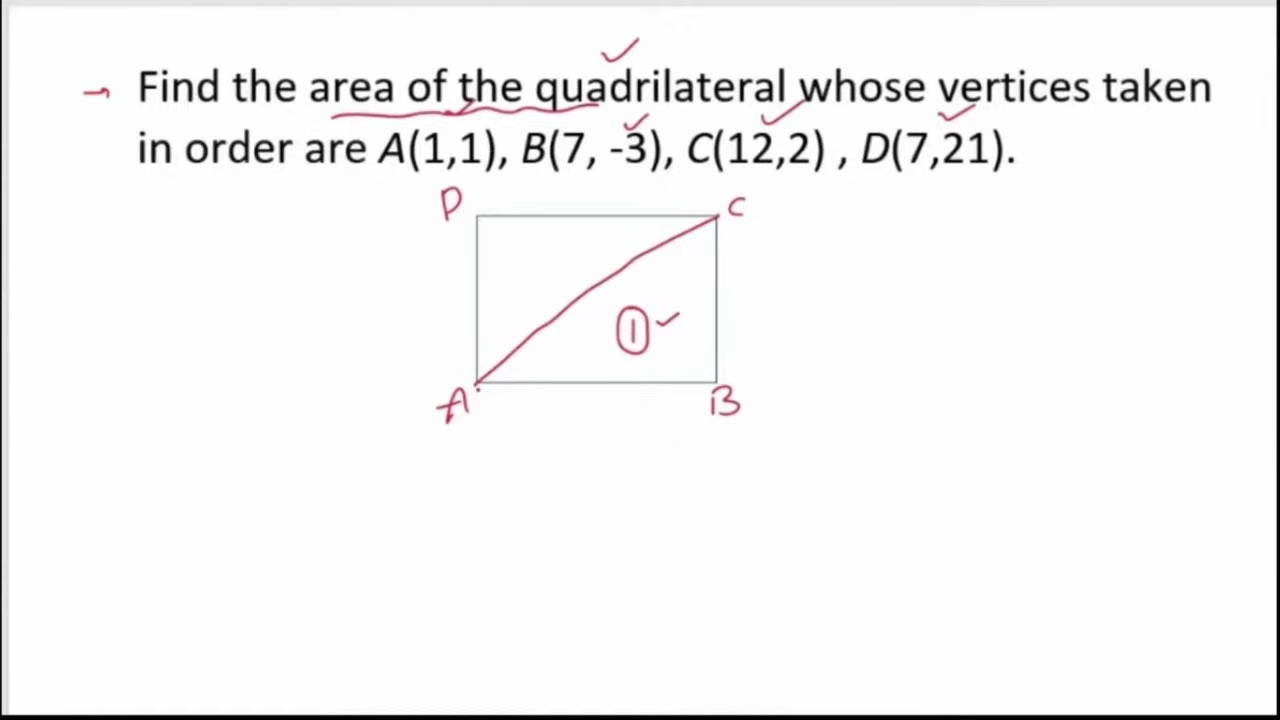 Find the area of the quadrilateral whose vertices taken
in order are A(1,1), B(7, -3), C(12,2) , D(7,21).
D C
1
A B